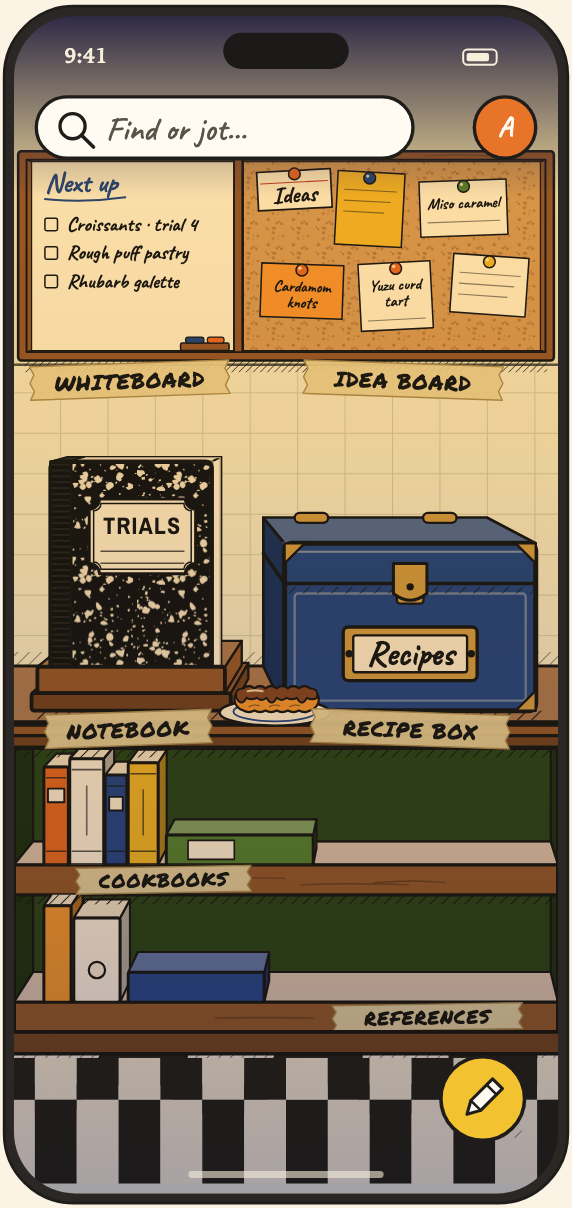 9:41
Find or jot...
A
Next up
Croissants · trial 4
Rough puff pastry
Rhubarb galette
Ideas
Miso caramel
Cardamom
knots
Yuzu curd
tart
WHITEBOARD
IDEA BOARD
TRIALS
Recipes
NOTEBOOK
RECIPE BOX
COOKBOOKS
REFERENCES